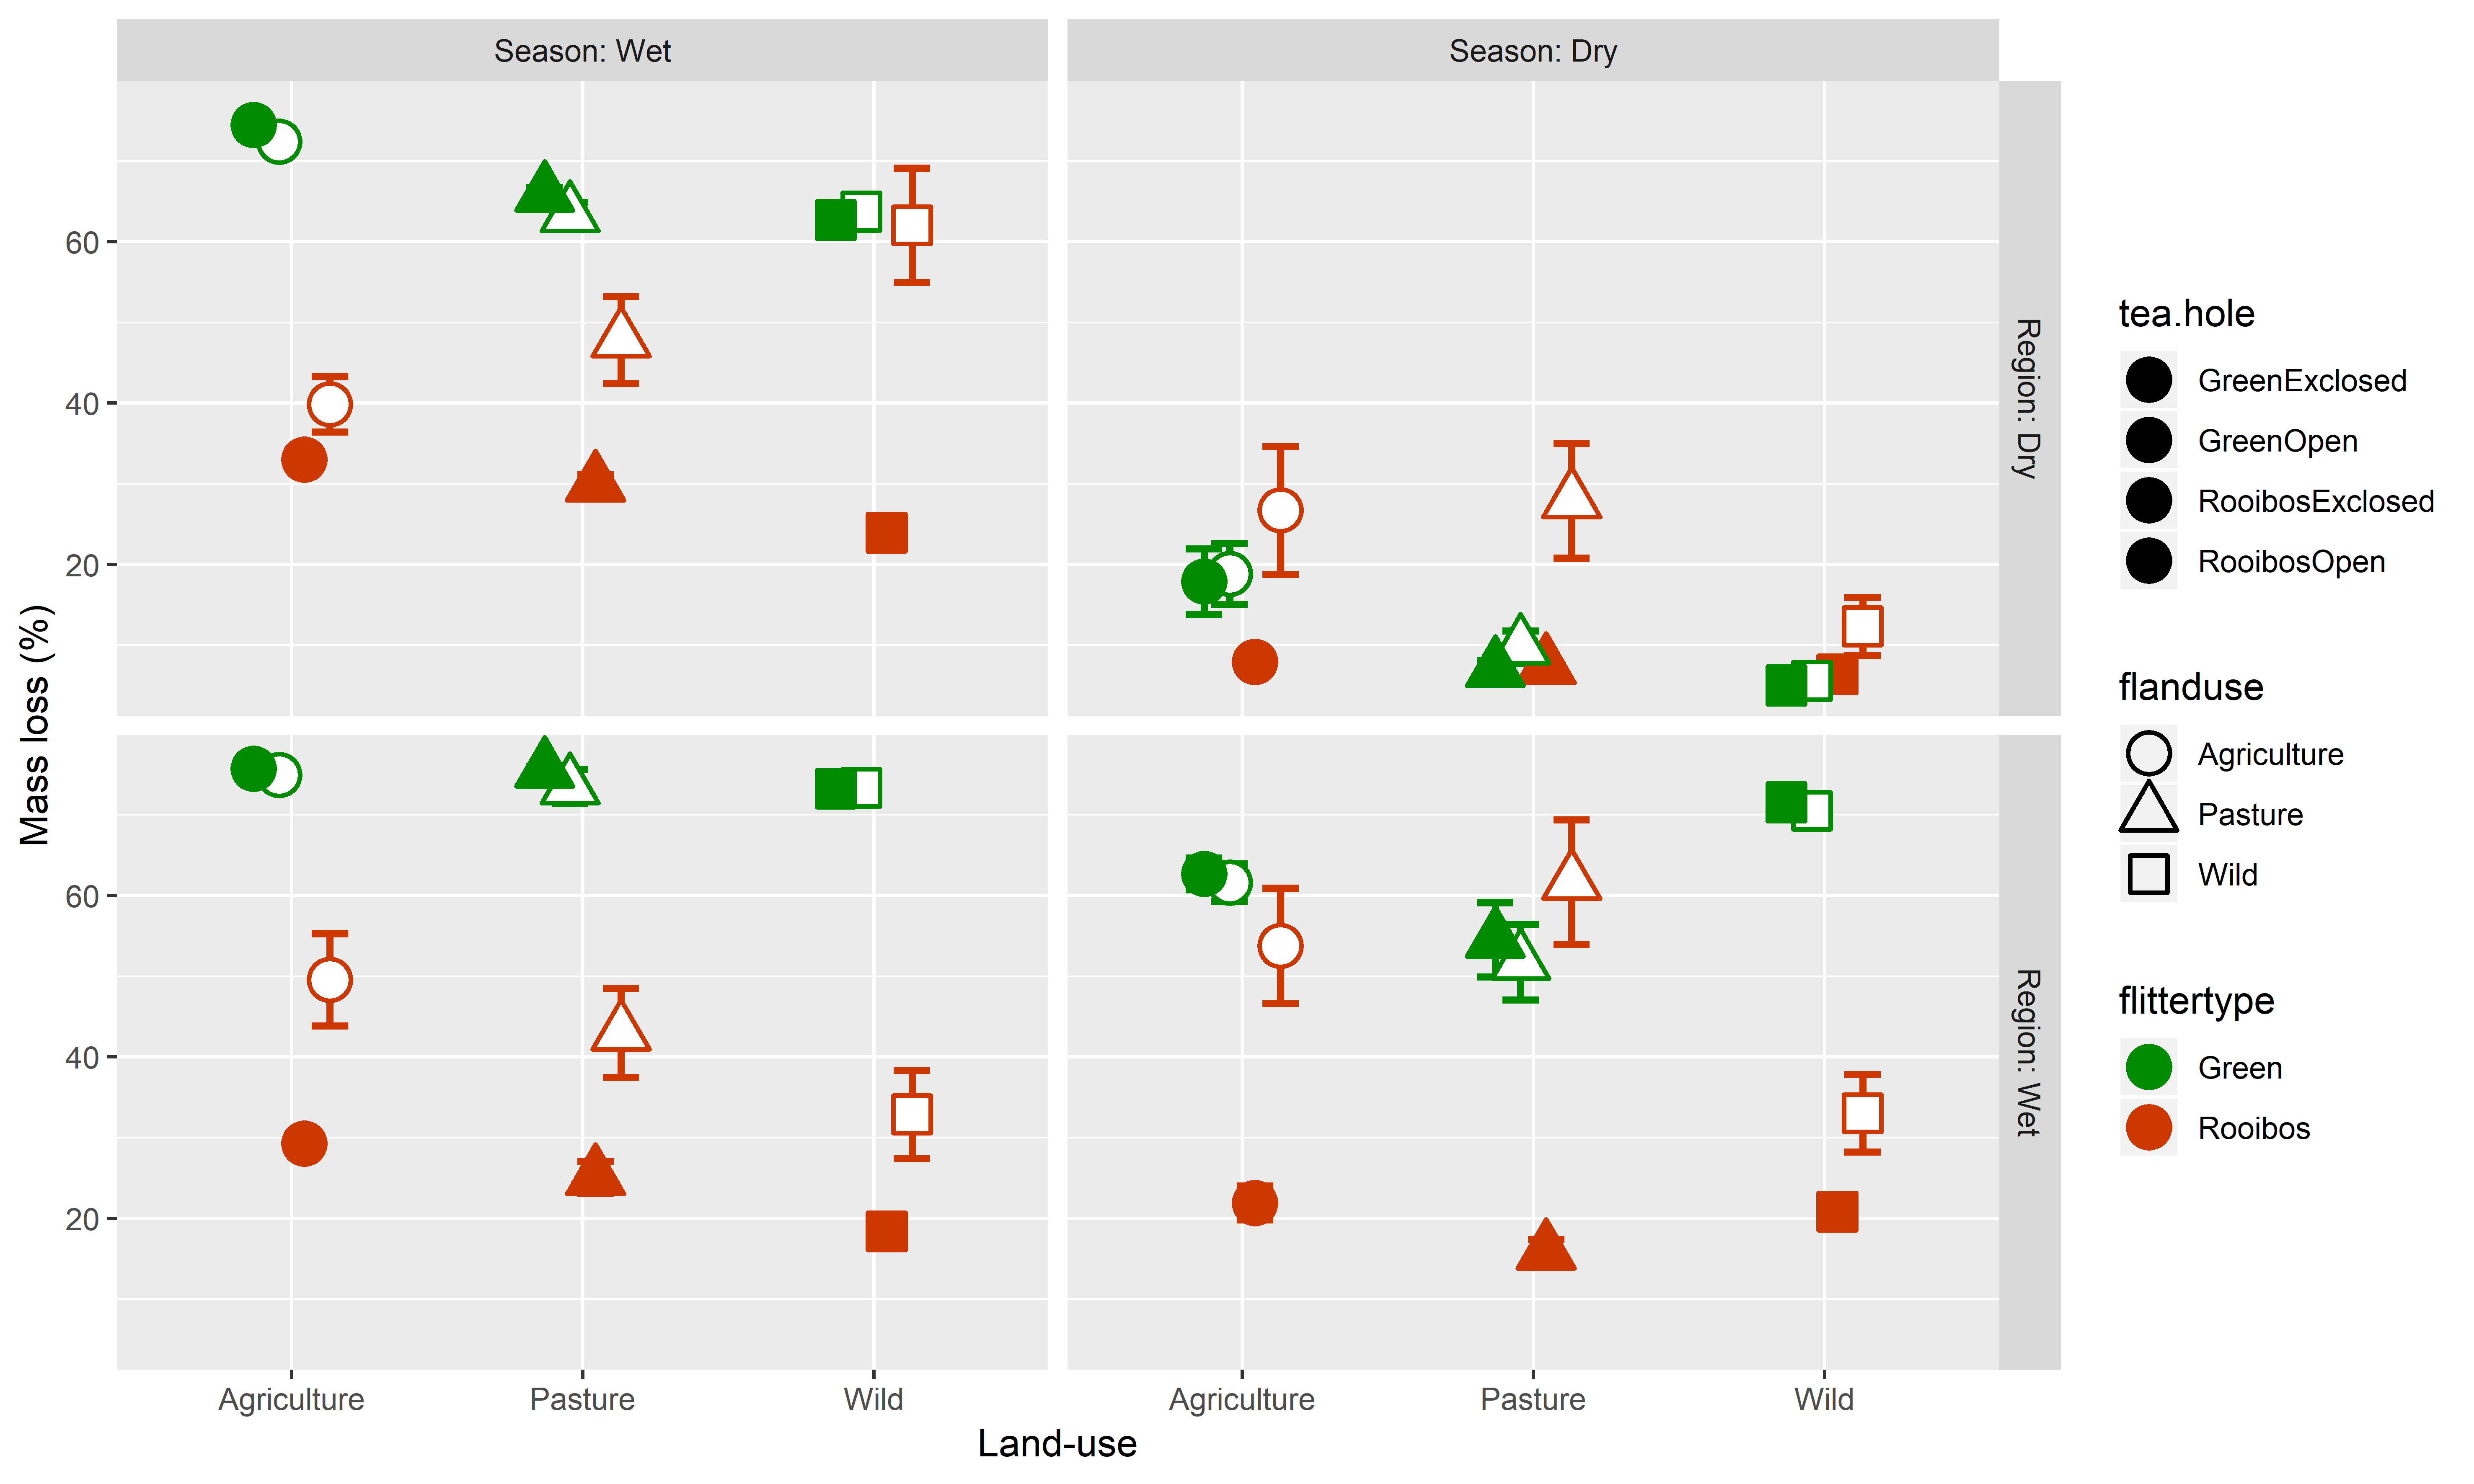 Season: Wet
Season: Dry
Region: Dry
Region: Wet
Mass loss (%)
60
40
20
60
40
20
Agriculture
Pasture
Wild
Agriculture
Pasture
Wild
Land-use
tea.hole
GreenExclosed
GreenOpen
RooibosExclosed
RooibosOpen
flanduse
Agriculture
Pasture
Wild
flittertype
Green
Rooibos